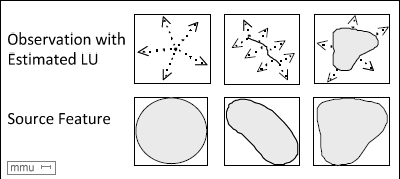 Observation with
Estimated LU
Source Feature
mmu